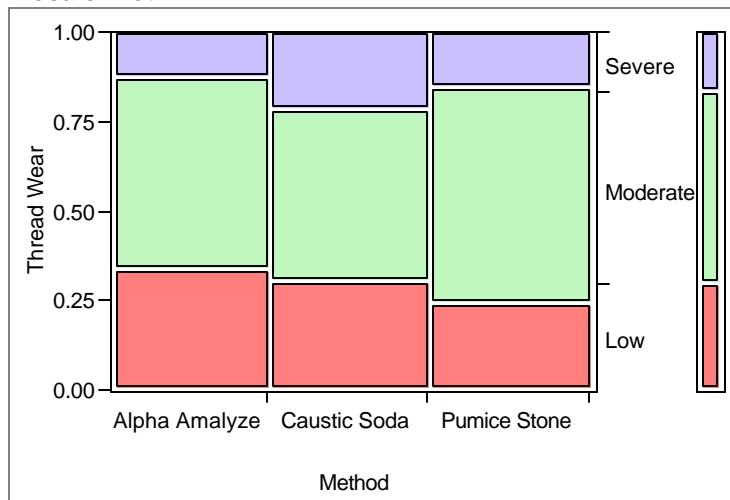 1.00
0.75
0.50
0.25
0.00
Thread Wear
Severe
Moderate
Low
Alpha Amalyze Caustic Soda Pumice Stone
Method